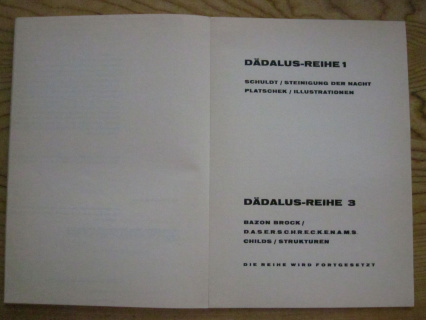 DÄDALUS-REIHE 1
SCHULDT / STEINIGUNG DER NACHT
PLATSCHEK / ILLUSTRATIONEN
DÄDALUS-REIHE 3
BAZON BROCK /
D.A.S.E.R.S.C.H.R.E.C.K.E.N.A.M.S.
CHILDS / STRUKTUREN
DIE REIHE WIRD FORTGESETZT